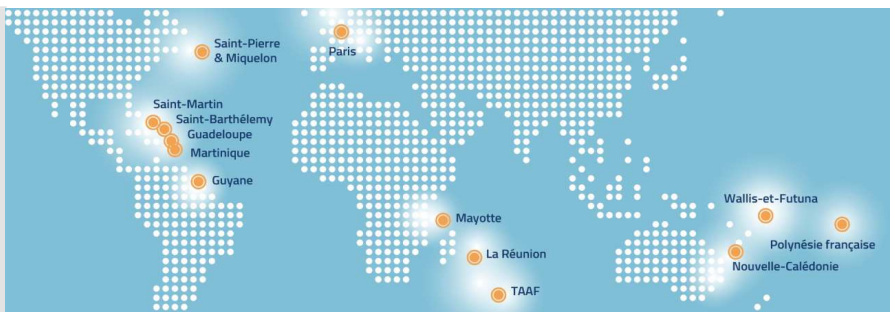 Saint-Pierre
& Miquelon
Paris
Saint-Martin
Saint-Barthélemy
Guadeloupe
Martinique
Guyane
Mayotte
La Réunion
TAAF
Wallis-et-Futuna
Polynésie française
Nouvelle-Calédonie